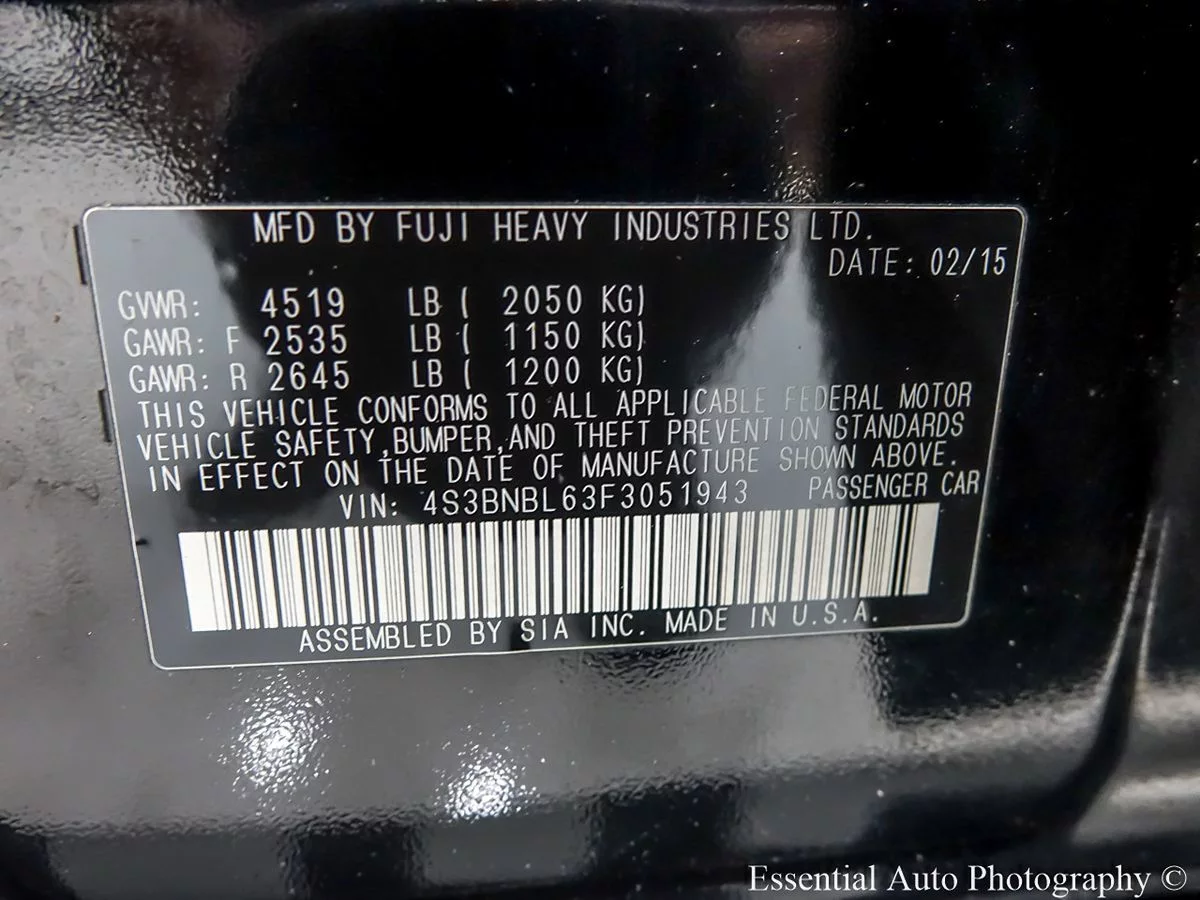 MFD BY FUJI HEAVY INDUSTRIES LTD.
DATE: 02/15
GVWR: 4519 LB ( 2050 KG)
GAWR: F 2535 LB ( 1150 KG)
GAWR: R 2645 LB ( 1200 KG)
THIS VEHICLE CONFORMS TO ALL APPLICABLE FEDERAL MOTOR
VEHICLE SAFETY,BUMPER,AND THEFT PREVENTION STANDARDS
IN EFFECT ON THE DATE OF MANUFACTURE SHOWN ABOVE.
VIN: 4S3BNBL63F3051943 PASSENGER CAR
ASSEMBLED BY SIA INC. MADE IN U.S.A.
Essential Auto Photography ©